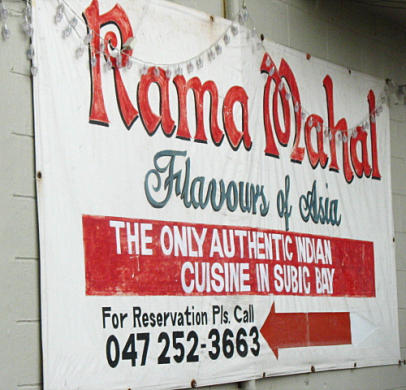 Rama Mahal
Flavours of Asia
THE ONLY AUTHENTIC INDIAN
CUISINE IN SUBIC BAY
For Reservation Pls. Call
047 252-3663